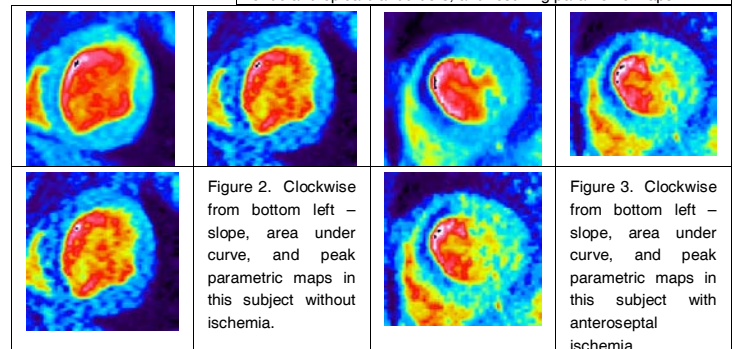 Figure 2. Clockwise
from bottom left –
slope, area under
curve, and peak
parametric maps in
this subject without
ischemia.
Figure 3. Clockwise
from bottom left –
slope, area under
curve, and peak
parametric maps in
this subject with
anteroseptal
ischemia